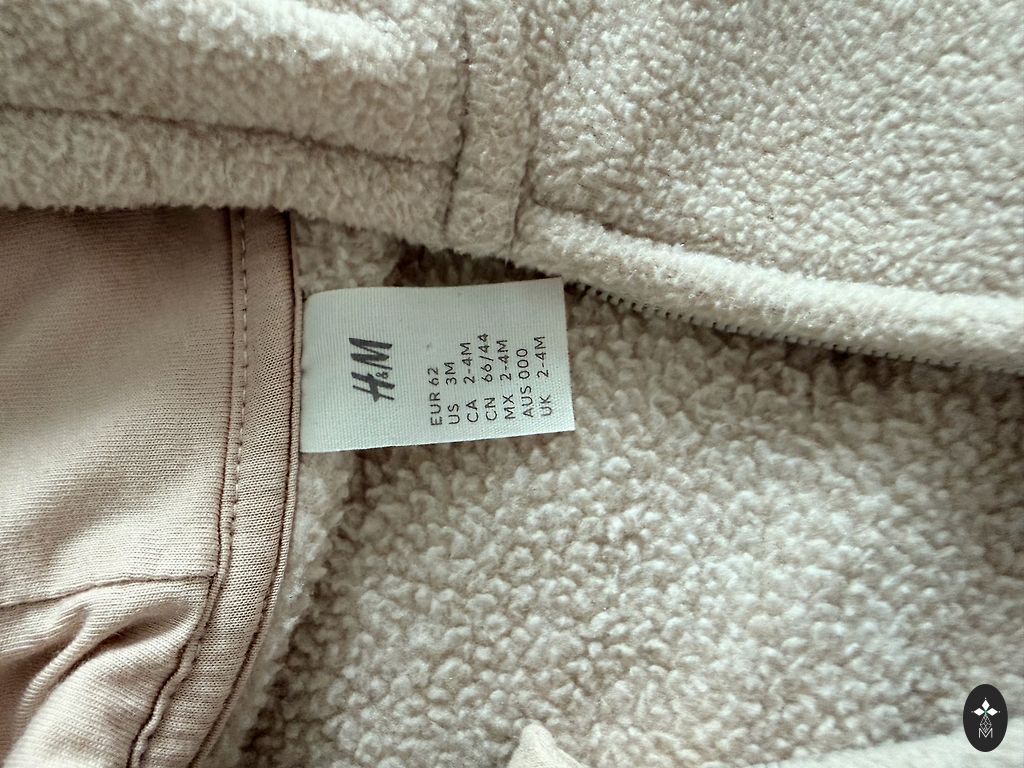 H&M
EUR 62
US 3M
CA 2-4M
CN 66/44
MX 2-4M
AUS 000
UK 2-4M
M